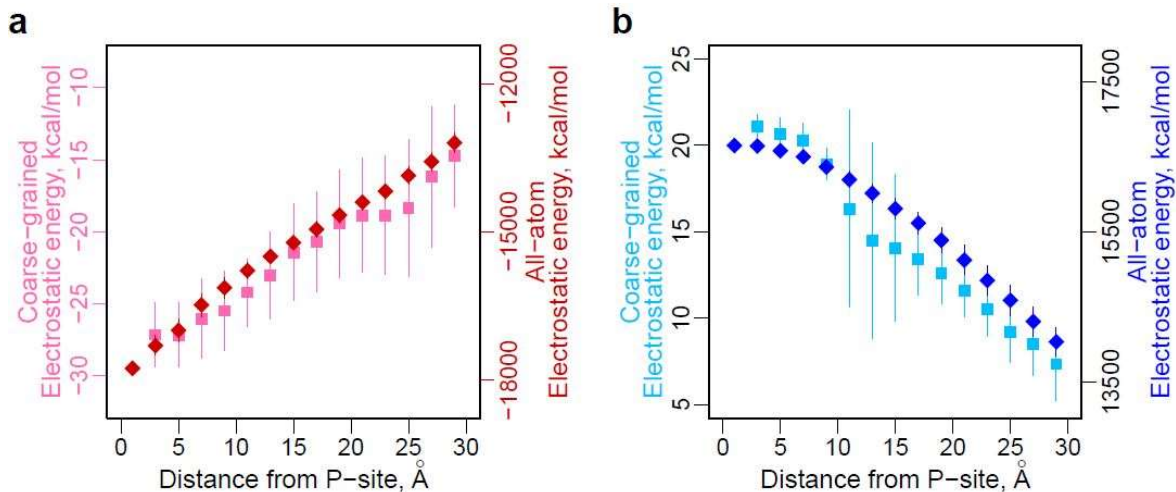 a
Coarse−grained
Electrostatic energy, kcal/mol
−10
−15
−20
−25
−30
−12000
−15000
−18000
All−atom
Electrostatic energy, kcal/mol
0 5 10 15 20 25 30
Distance from P−site, Å
b
Coarse−grained
Electrostatic energy, kcal/mol
25
20
15
10
5
17500
15500
13500
All−atom
Electrostatic energy, kcal/mol
0 5 10 15 20 25 30
Distance from P−site, Å